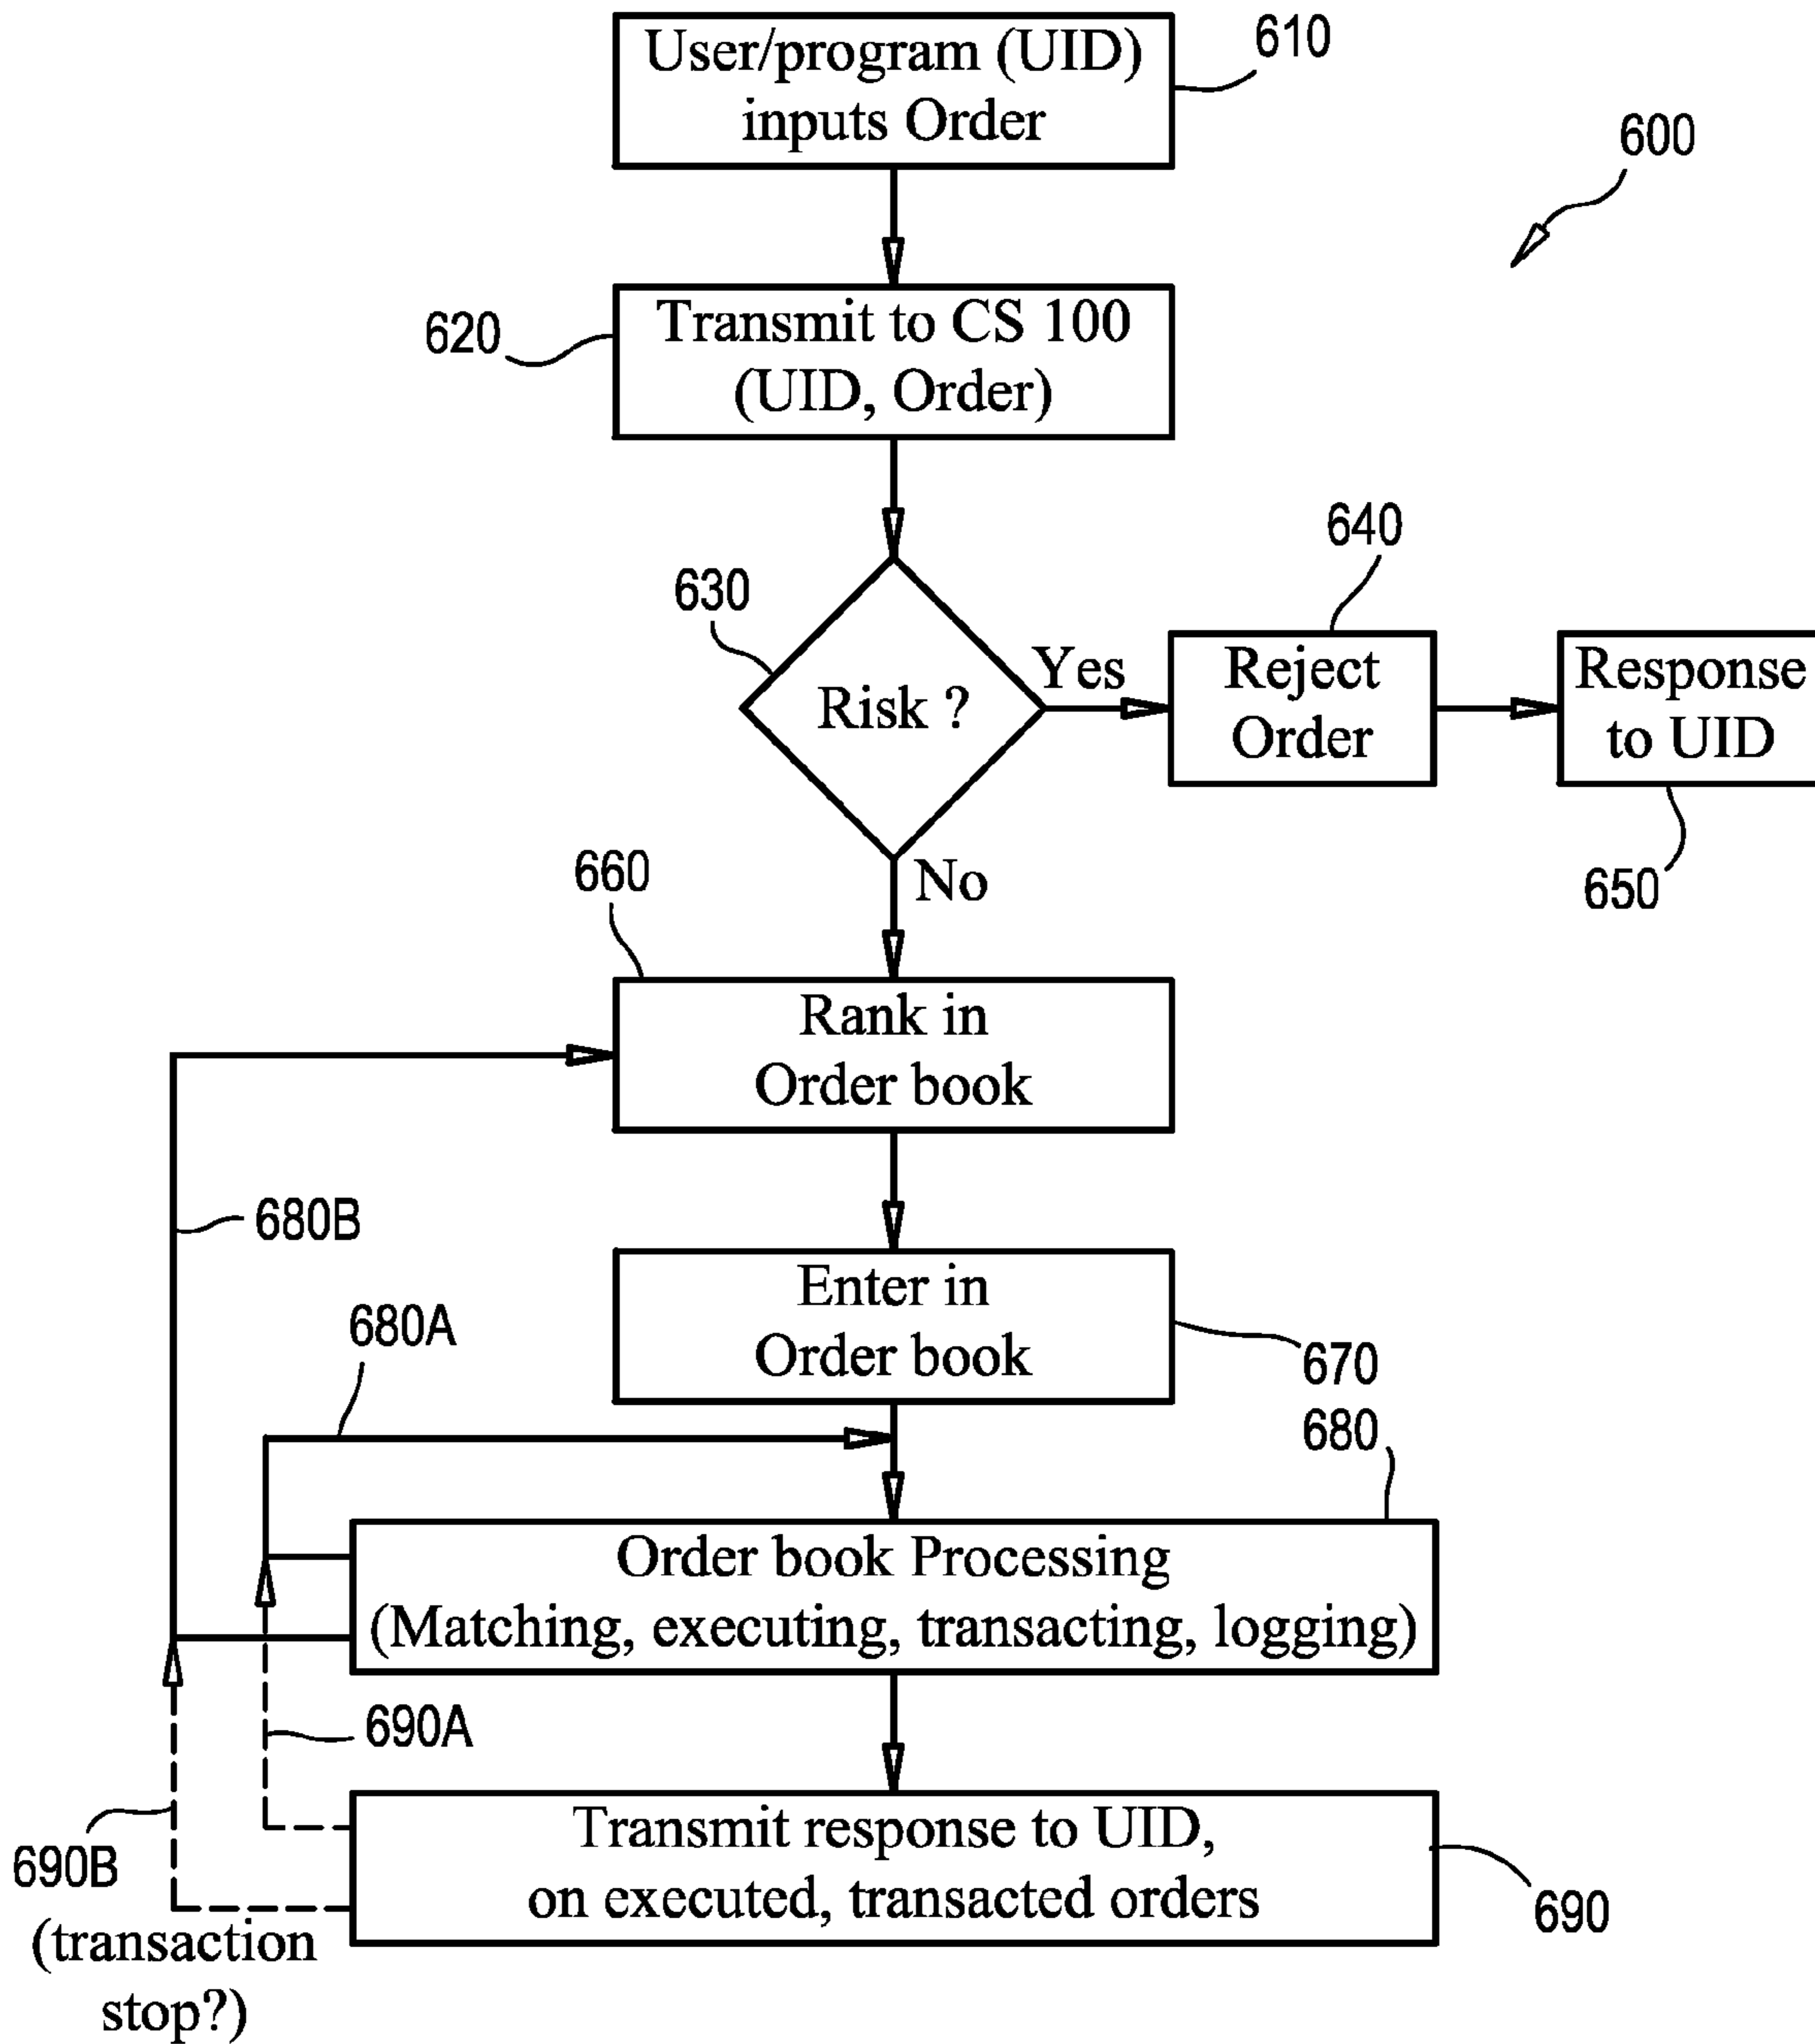 User/program (UID)
inputs Order
610
600
Transmit to CS 100
(UID, Order)
620
630
Risk ?
Yes
640
Reject
Order
Response
to UID
650
No
660
Rank in
Order book
680B
Enter in
Order book
670
680A
680
Order book Processing
(Matching, executing, transacting, logging)
690A
690B
Transmit response to UID,
on executed, transacted orders
690
(transaction
stop?)